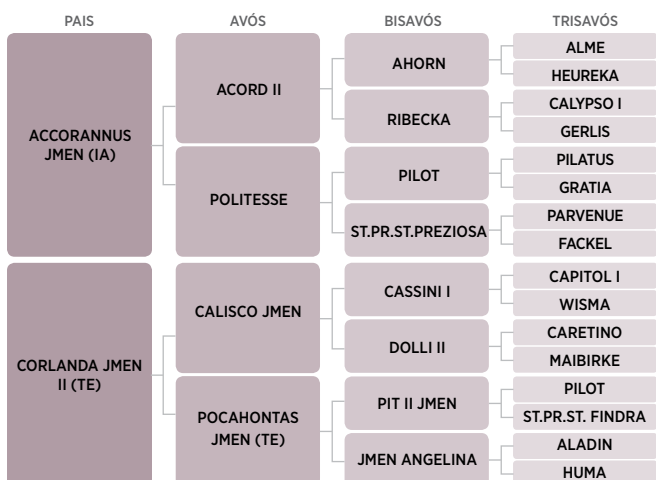 PAIS
AVÓS
BISAVÓS
TRISAVÓS
ACCORANNUS
JMEN (IA)
ACORD II
AHORN
ALME
HEUREKA
RIBECKA
CALYPSO I
GERLIS
POLITESSE
PILOT
PILATUS
GRATIA
ST.PR.ST.PREZIOSA
PARVENUE
FACKEL
CORLANDA JMEN
II (TE)
CALISCO JMEN
CASSINI I
CAPITOL I
WISMA
DOLLI II
CARETINO
MAIBIRKE
POCAHONTAS
JMEN (TE)
PIT II JMEN
PILOT
ST.PR.ST. FINDRA
JMEN ANGELINA
ALADIN
HUMA